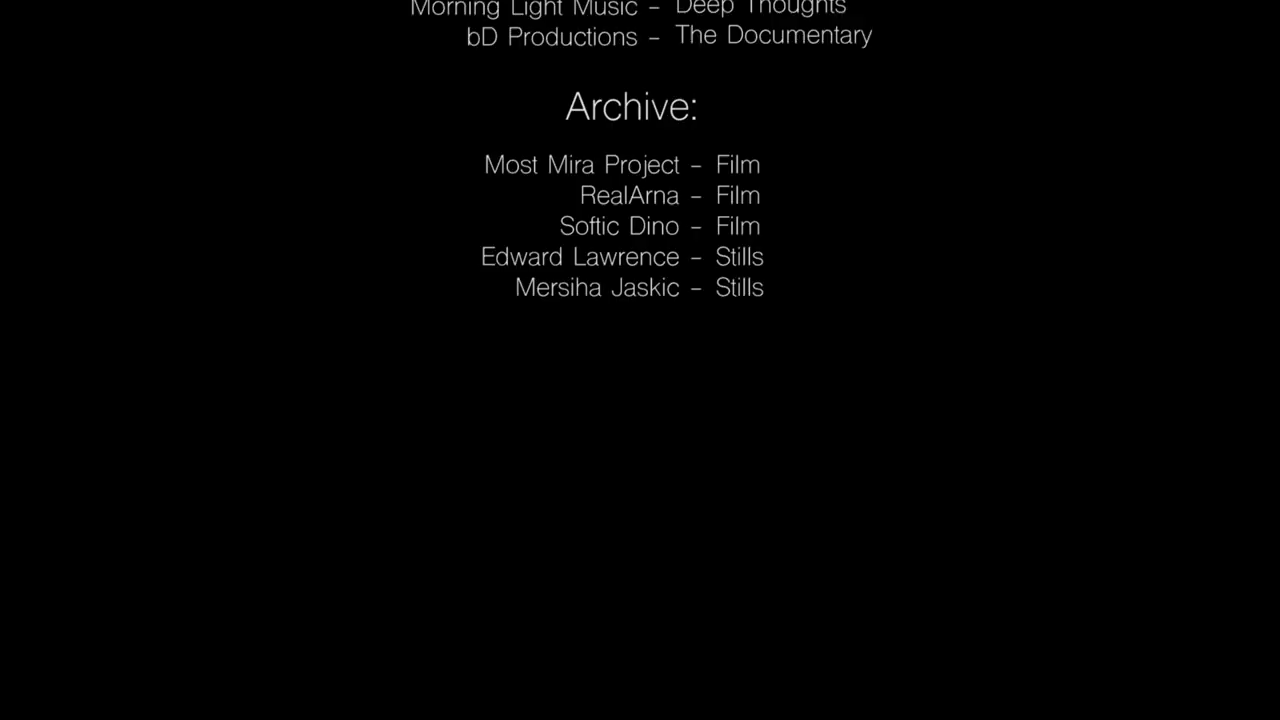 Morning Light Music – Deep Thoughts
bD Productions – The Documentary
Archive:
Most Mira Project – Film
RealArna – Film
Softic Dino – Film
Edward Lawrence – Stills
Mersiha Jaskic – Stills